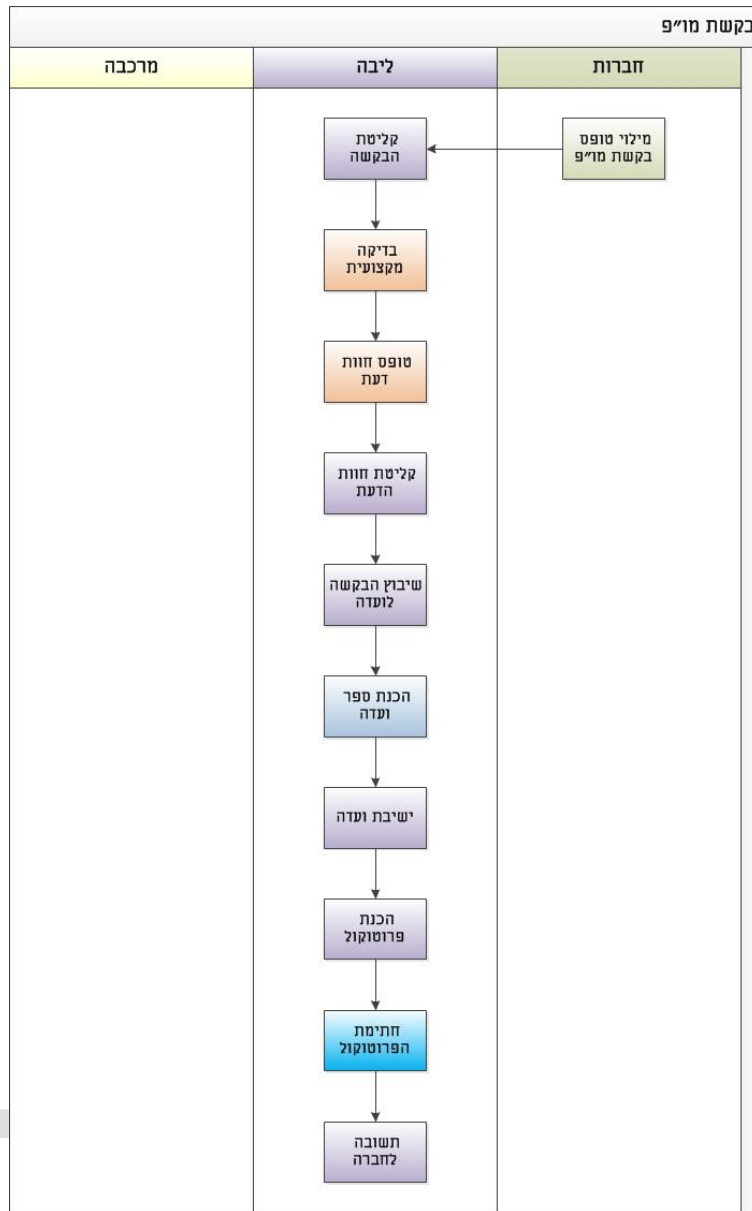 בקשת מו״פ
חברות
ליבה
מרכבה
מילוי טופס
בקשת מו״פ
קליטת
הבקשה
בדיקה
מקצועית
טופס חוות
דעת
קליטת חוות
הדעת
שיבוץ הבקשה
לועדה
הכנת ספר
ועדה
ישיבת ועדה
הכנת
פרוטוקול
חתימת
הפרוטוקול
תשובה
לחברה